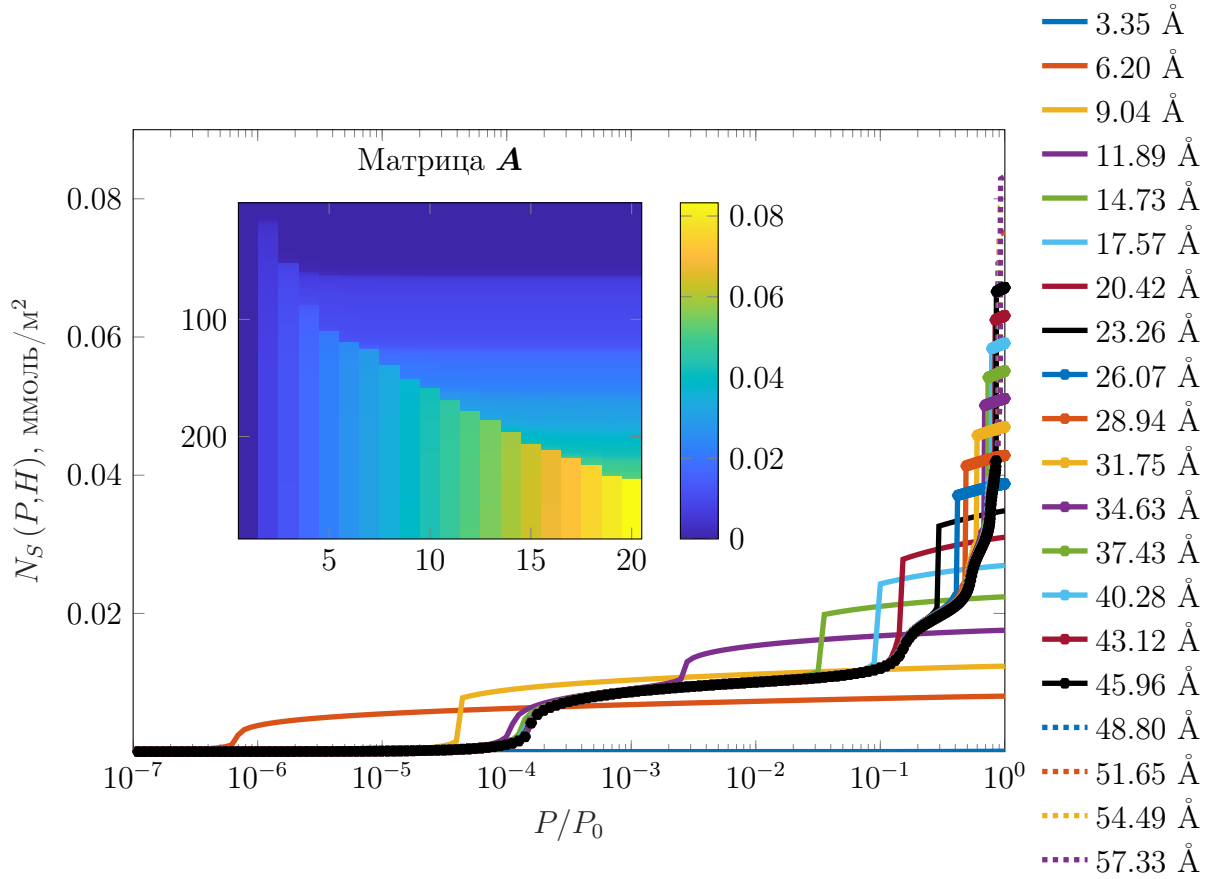 Матрица A
0.08
0.06
0.04
0.02
N_S (P, H), ммоль/м²
100
200
5
10
15
20
0.08
0.06
0.04
0.02
0
10⁻⁷
10⁻⁶
10⁻⁵
10⁻⁴
10⁻³
10⁻²
10⁻¹
10⁰
P/P₀
3.35 Å
6.20 Å
9.04 Å
11.89 Å
14.73 Å
17.57 Å
20.42 Å
23.26 Å
26.07 Å
28.94 Å
31.75 Å
34.63 Å
37.43 Å
40.28 Å
43.12 Å
45.96 Å
48.80 Å
51.65 Å
54.49 Å
57.33 Å